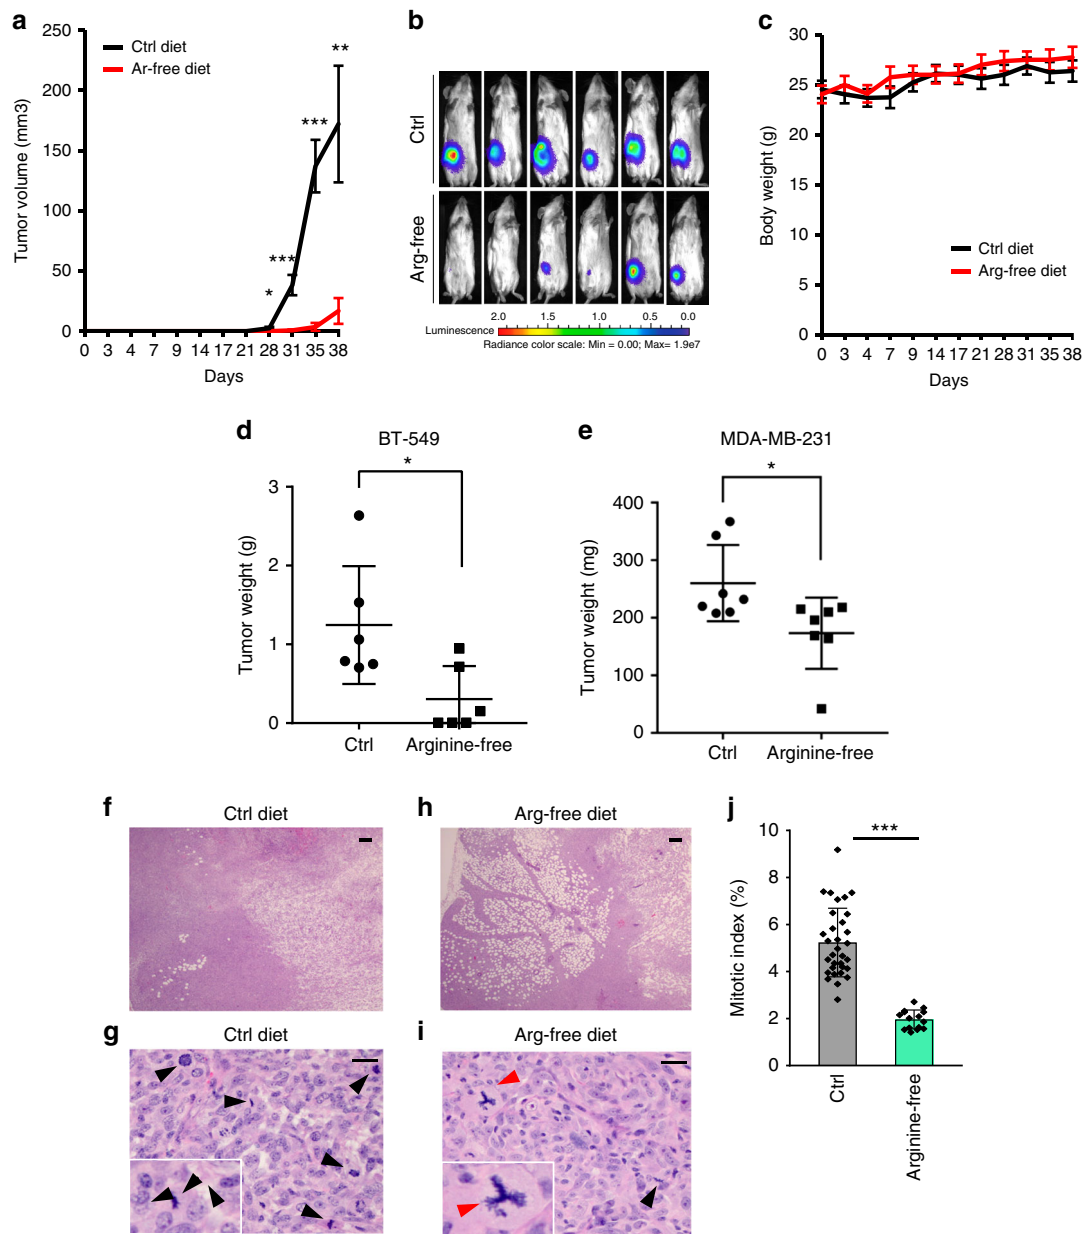 a
Tumor volume (mm3)
250
200
150
100
50
0
Ctrl diet
Ar-free diet
*
***
***
**
0 3 4 7 9 14 17 21 28 31 35 38
Days
b
Ctrl
Arg-free
2.0 1.5 1.0 0.5 0.0
Luminescence
Radiance color scale: Min = 0.00; Max= 1.9e7
c
Body weight (g)
30
25
20
15
10
5
0
Ctrl diet
Arg-free diet
0 3 4 7 9 14 17 21 28 31 35 38
Days
d
BT-549
*
Tumor weight (g)
3
2
1
0
Ctrl Arginine-free
e
MDA-MB-231
*
Tumor weight (mg)
400
300
200
100
0
Ctrl Arginine-free
f
Ctrl diet
h
Arg-free diet
g
Ctrl diet
i
Arg-free diet
j
Mitotic index (%)
10
8
6
4
2
0
***
Ctrl
Arginine-free